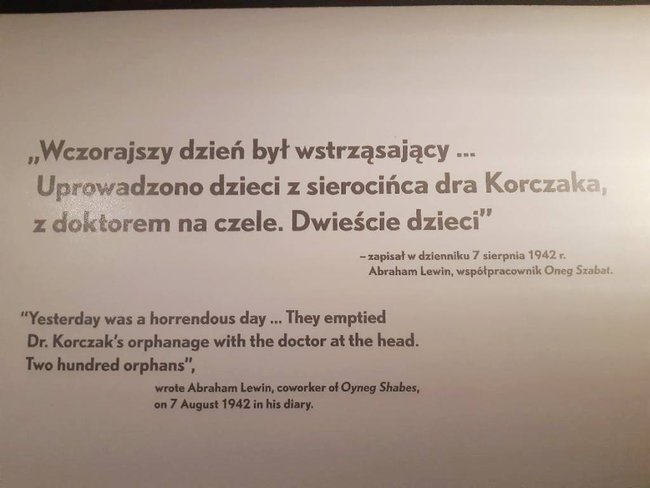 „Wczorajszy dzień był wstrząsający ...
Uprowadzono dzieci z sierocińca dra Korczaka,
z doktorem na czele. Dwieście dzieci”
– zapisał w dzienniku 7 sierpnia 1942 r.
Abraham Lewin, współpracownik Oneg Szabat.
“Yesterday was a horrendous day ... They emptied
Dr. Korczak’s orphanage with the doctor at the head.
Two hundred orphans”,
wrote Abraham Lewin, coworker of Oyneg Shabes,
on 7 August 1942 in his diary.